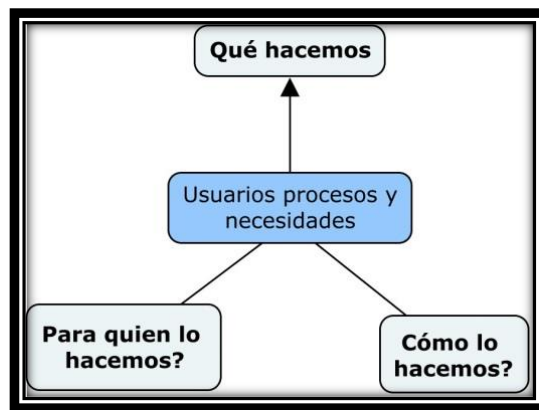 Qué hacemos
Usuarios procesos y
necesidades
Para quien lo
hacemos?
Cómo lo
hacemos?